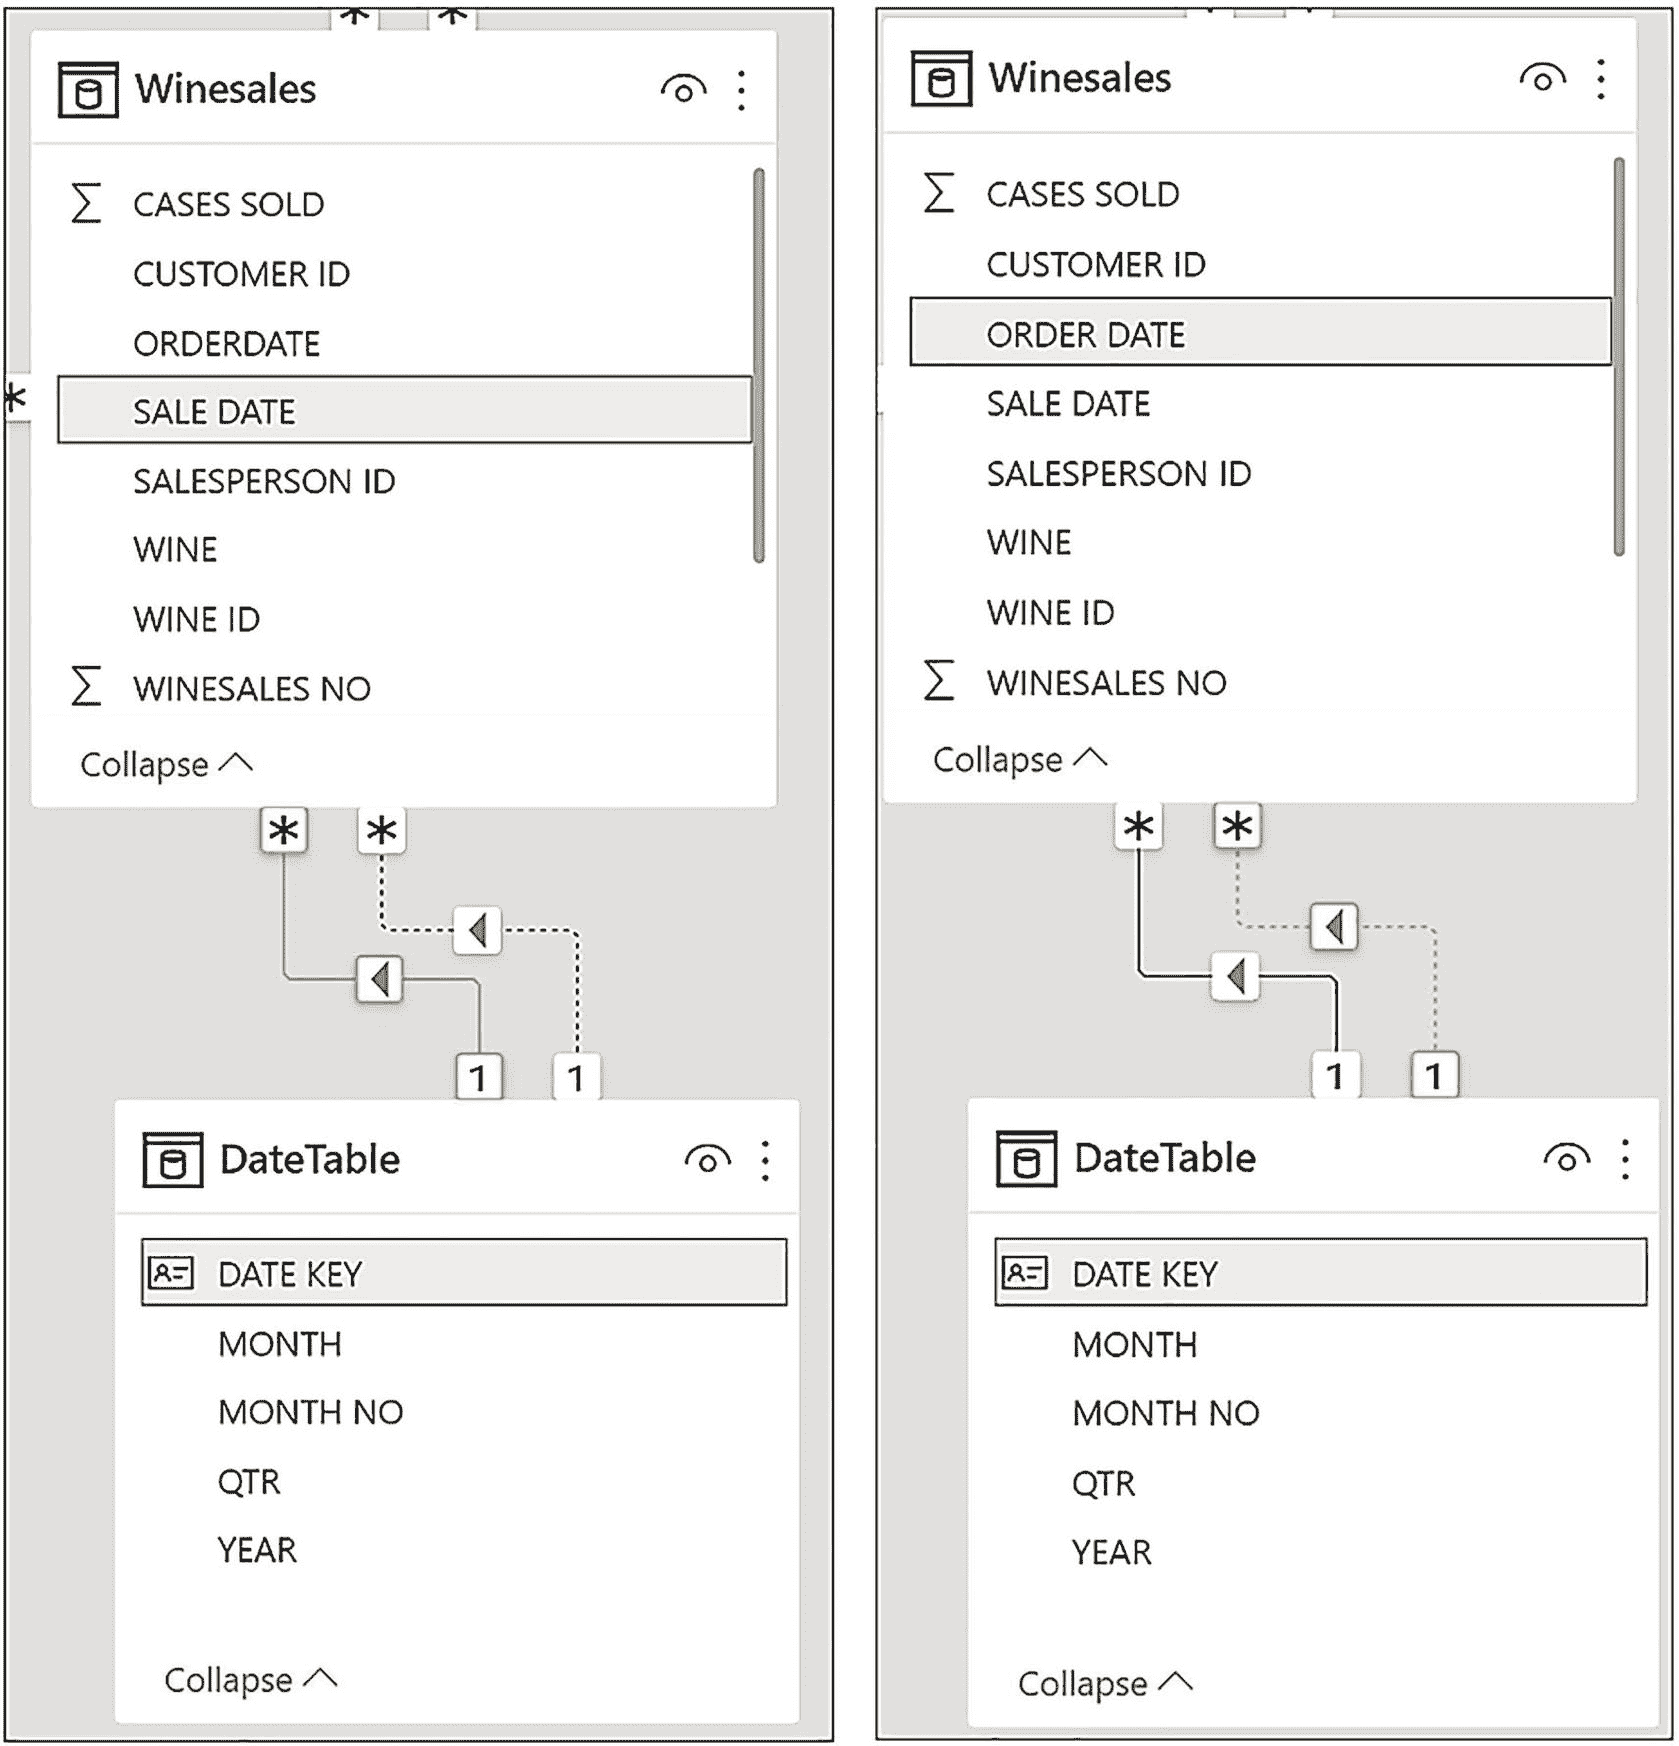 Winesales
CASES SOLD
CUSTOMER ID
ORDERDATE
SALE DATE
SALESPERSON ID
WINE
WINE ID
WINESALES NO
Collapse
* *
1 1
DateTable
DATE KEY
MONTH
MONTH NO
QTR
YEAR
Collapse
Winesales
CASES SOLD
CUSTOMER ID
ORDER DATE
SALE DATE
SALESPERSON ID
WINE
WINE ID
WINESALES NO
Collapse
* *
1 1
DateTable
DATE KEY
MONTH
MONTH NO
QTR
YEAR
Collapse